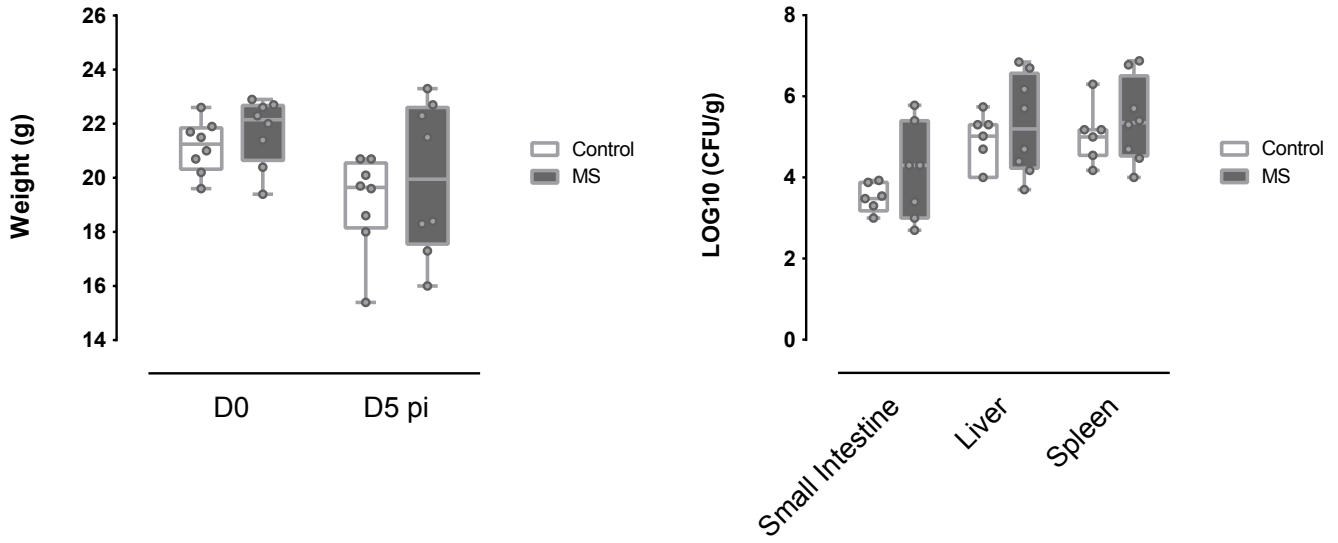 Weight (g)
26
24
22
20
18
16
14
D0
D5 pi
Control
MS
LOG10 (CFU/g)
8
6
4
2
0
Small Intestine
Liver
Spleen
Control
MS